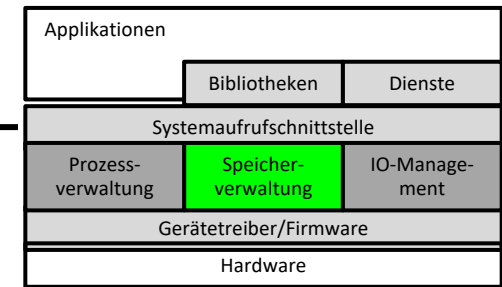 Applikationen
Bibliotheken
Dienste
Systemaufrufschnittstelle
Prozess-
verwaltung
Speicher-
verwaltung
IO-Manage-
ment
Gerätetreiber/Firmware
Hardware